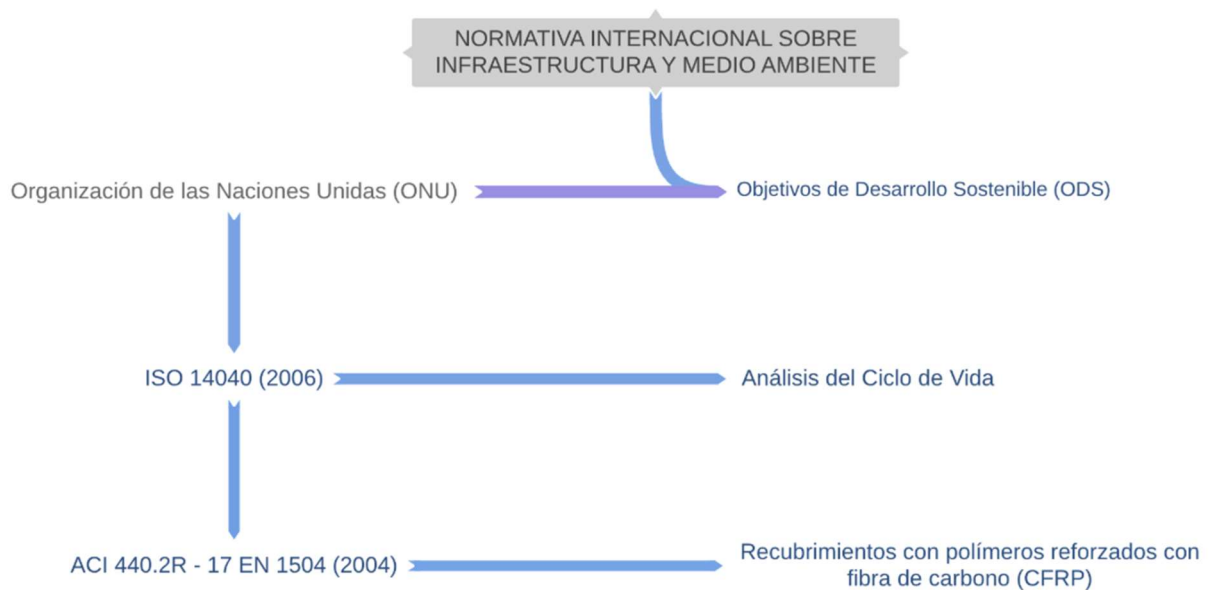 NORMATIVA INTERNACIONAL SOBRE
INFRAESTRUCTURA Y MEDIO AMBIENTE
Organización de las Naciones Unidas (ONU)
Objetivos de Desarrollo Sostenible (ODS)
ISO 14040 (2006)
Análisis del Ciclo de Vida
ACI 440.2R - 17 EN 1504 (2004)
Recubrimientos con polímeros reforzados con
fibra de carbono (CFRP)